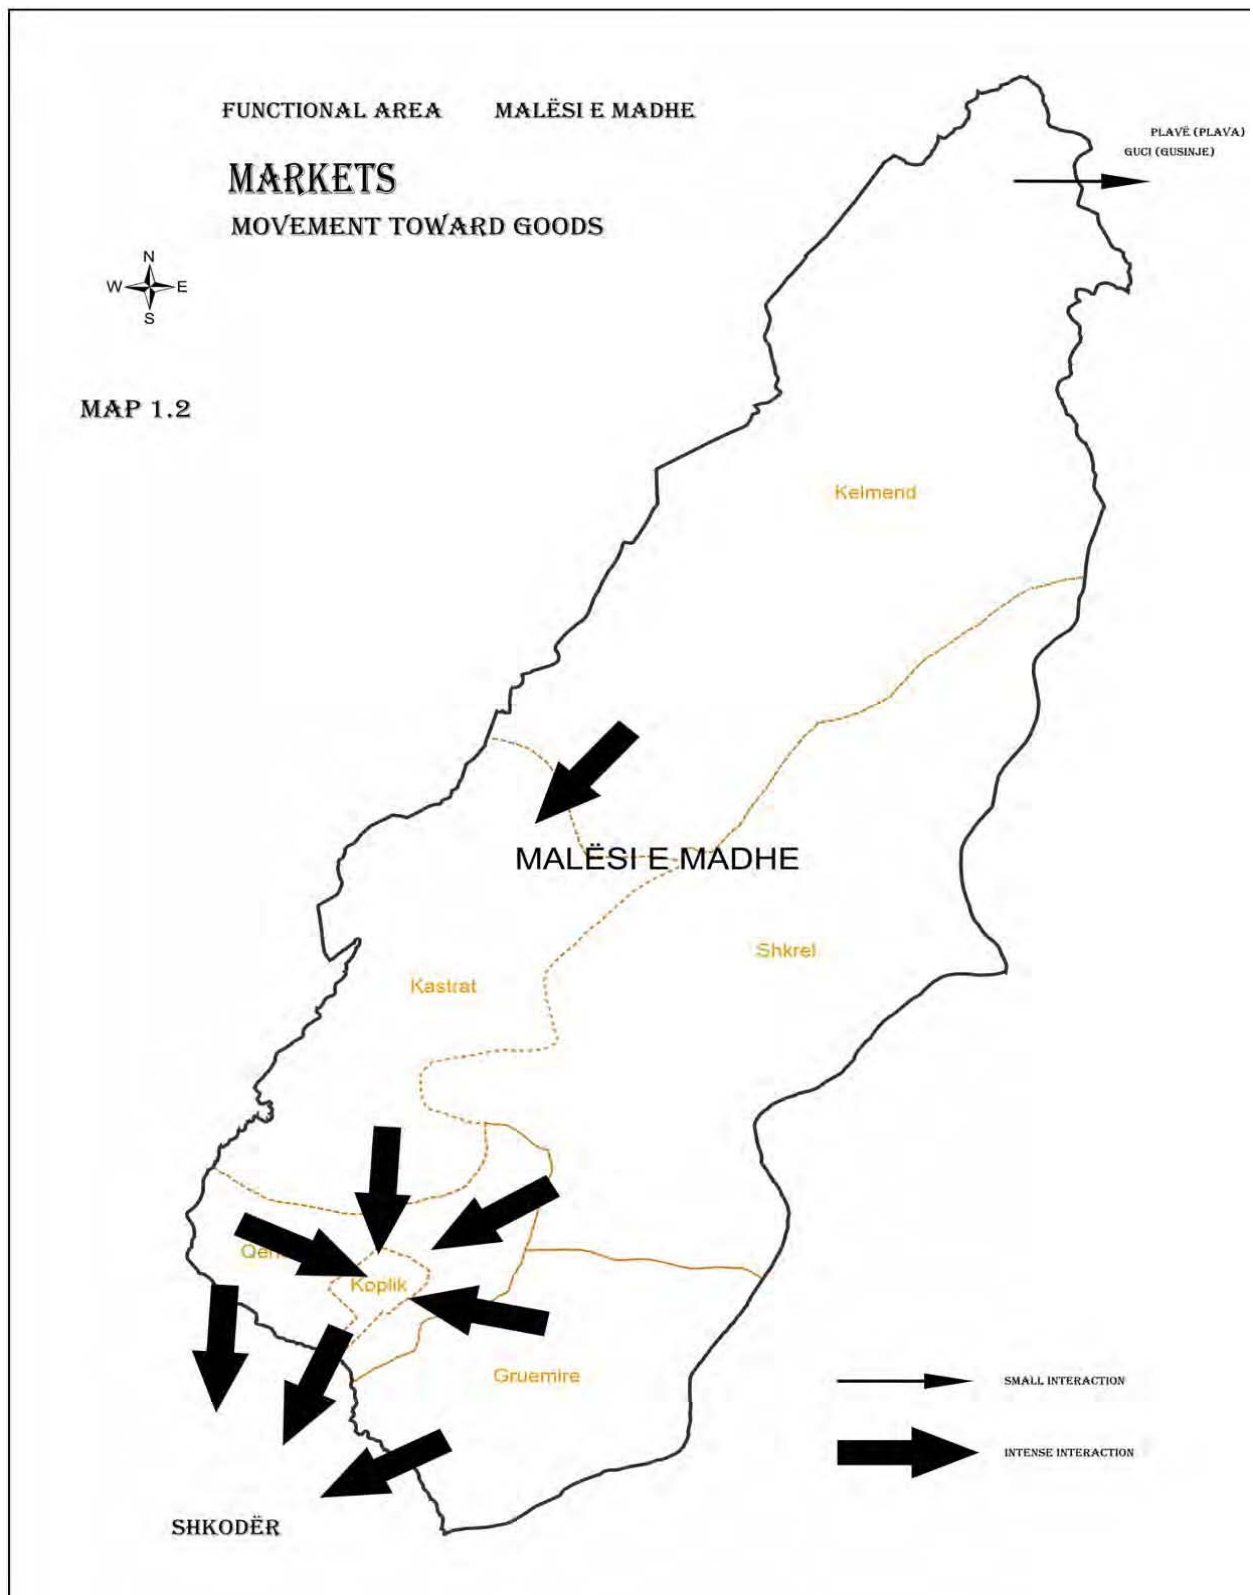 FUNCTIONAL AREA MALËSI E MADHE
PLAVË (PLAVA)
GUCI (GUSINJE)
MARKETS
MOVEMENT TOWARD GOODS
N
W E
S
MAP 1.2
Kelmend
MALËSI E MADHE
Shkrel
Kastrat
Koplik
Gruemire
SMALL INTERACTION
INTENSE INTERACTION
SHKODËR